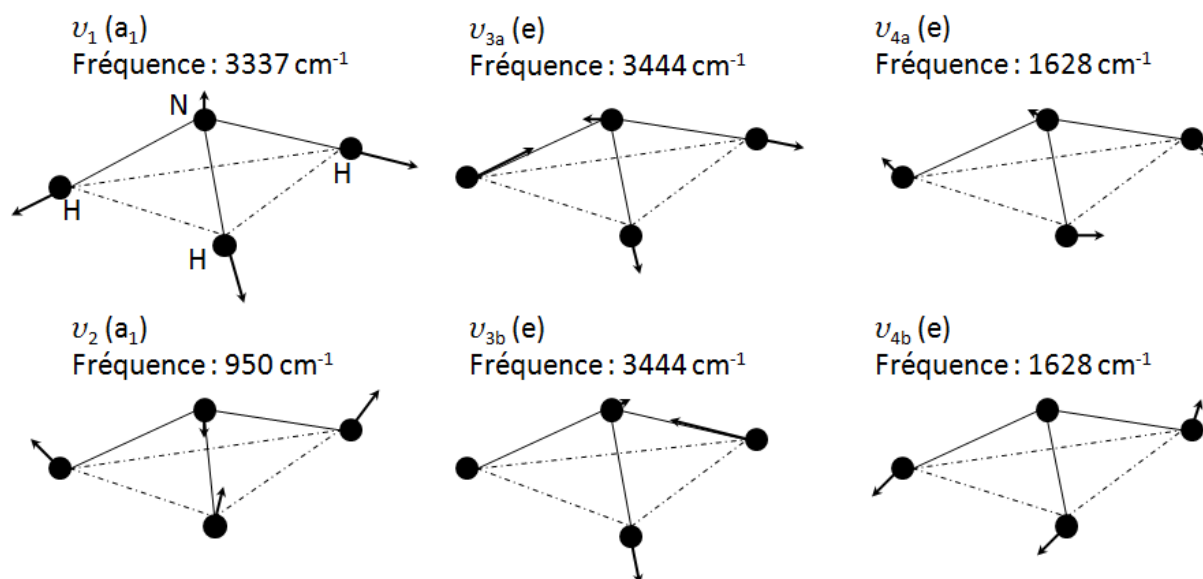 υ1 (a1)
Fréquence : 3337 cm-1
N
H
H
H
υ3a (e)
Fréquence : 3444 cm-1
υ4a (e)
Fréquence : 1628 cm-1
υ2 (a1)
Fréquence : 950 cm-1
υ3b (e)
Fréquence : 3444 cm-1
υ4b (e)
Fréquence : 1628 cm-1